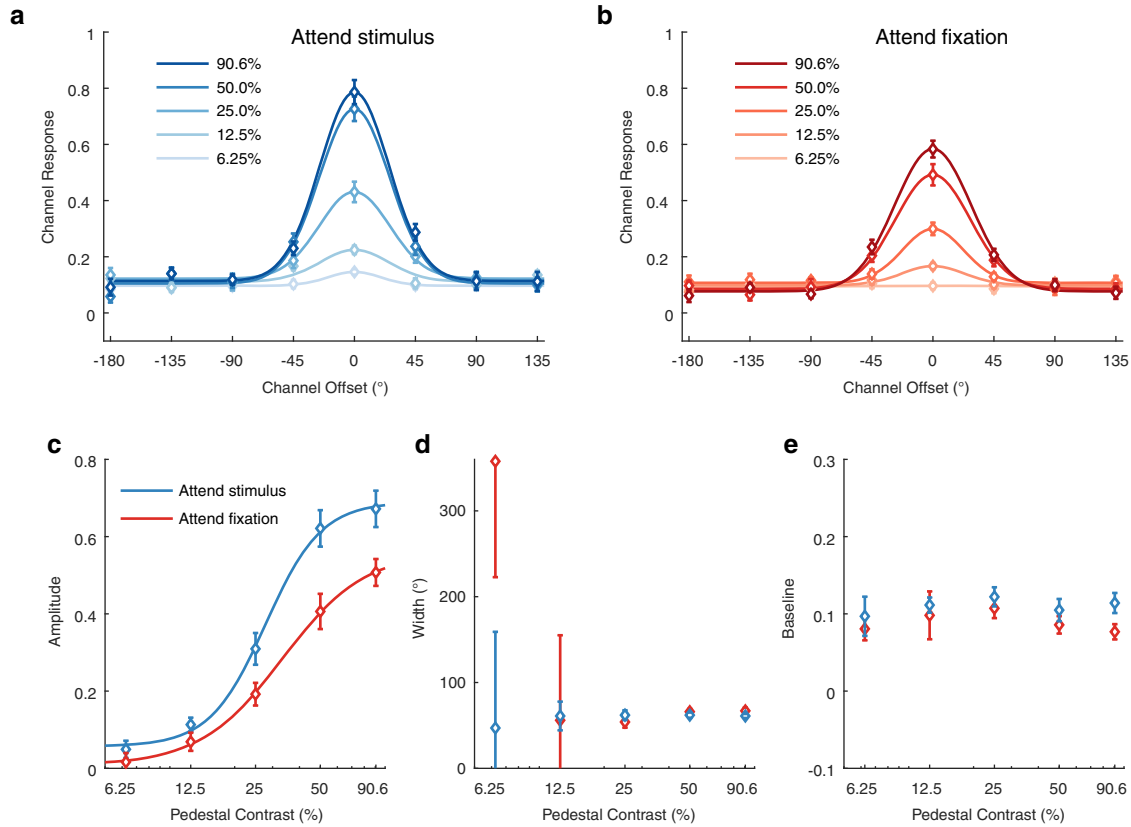 a
Attend stimulus
90.6%
50.0%
25.0%
12.5%
6.25%
1
0.8
0.6
0.4
0.2
0
Channel Response
-180 -135 -90 -45 0 45 90 135
Channel Offset (°)
b
Attend fixation
90.6%
50.0%
25.0%
12.5%
6.25%
1
0.8
0.6
0.4
0.2
0
Channel Response
-180 -135 -90 -45 0 45 90 135
Channel Offset (°)
c
Attend stimulus
Attend fixation
0.8
0.6
0.4
0.2
0
Amplitude
6.25 12.5 25 50 90.6
Pedestal Contrast (%)
d
300
200
100
0
Width (°)
6.25 12.5 25 50 90.6
Pedestal Contrast (%)
e
0.3
0.2
0.1
0
-0.1
Baseline
6.25 12.5 25 50 90.6
Pedestal Contrast (%)